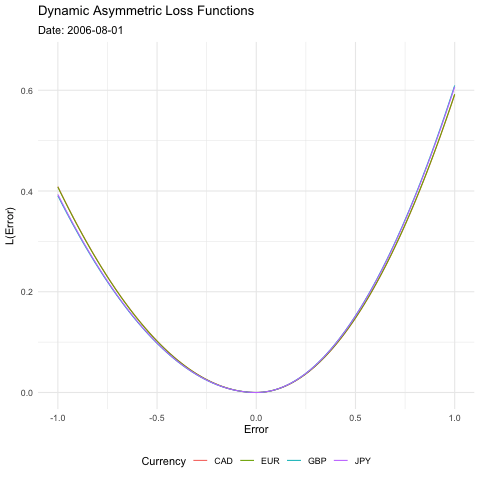 Dynamic Asymmetric Loss Functions
Date: 2006-08-01
L(Error)
0.6
0.4
0.2
0.0
-1.0 -0.5 0.0 0.5 1.0
Error
Currency CAD EUR GBP JPY